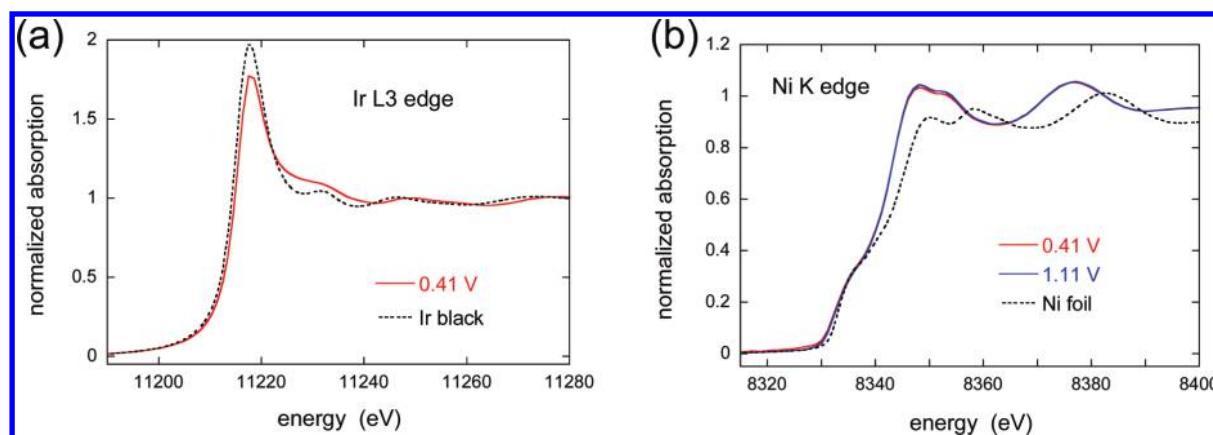 (a)
2
1.5
1
0.5
0
normalized absorption
Ir L3 edge
0.41 V
Ir black
11200 11220 11240 11260 11280
energy (eV)
(b)
1.2
1.0
0.8
0.6
0.4
0.2
0
normalized absorption
Ni K edge
0.41 V
1.11 V
Ni foil
8320 8340 8360 8380 8400
energy (eV)